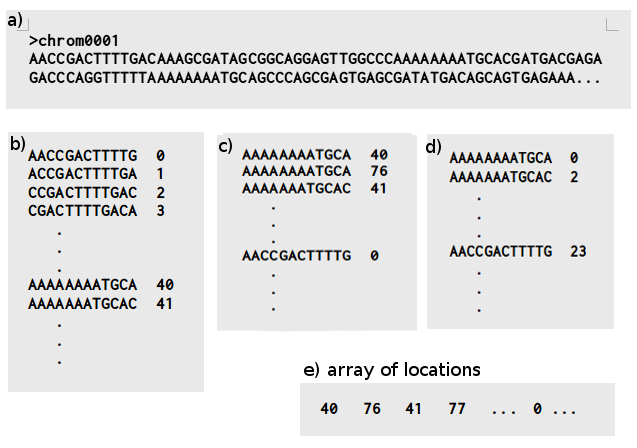 a)
>chrom0001
AACCGACTTTTGACAAAGCGATAGCGGCAGGAGTTGGCCCAAAAAAAATGCACGATGACGAGA
GACCCAGGTTTTTAAAAAAAATGCAGCCCAGCGAGTGAGCGATATGACAGCAGTGAGAAA...
b)
AACCGACTTTTG 0
ACCGACTTTTGA 1
CCGACTTTTGAC 2
CGACTTTTGACA 3
.
.
.
AAAAAAAATGCA 40
AAAAAAATGCAC 41
.
.
.
c)
AAAAAAAATGCA 40
AAAAAAAATGCA 76
AAAAAAATGCAC 41
.
.
.
AACCGACTTTTG 0
.
.
.
d)
AAAAAAAATGCA 0
AAAAAAATGCAC 2
.
.
.
AACCGACTTTTG 23
.
.
.
e) array of locations
40 76 41 77 ... 0 ...